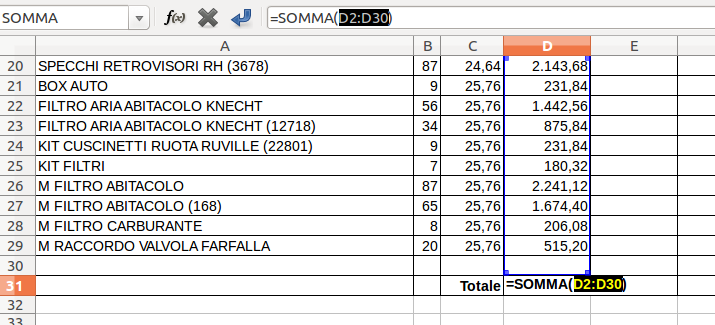 SOMMA f(x) =SOMMA(D2:D30)
A B C D E
20 SPECCHI RETROVISORI RH (3678) 87 24,64 2.143,68
21 BOX AUTO 9 25,76 231,84
22 FILTRO ARIA ABITACOLO KNECHT 56 25,76 1.442,56
23 FILTRO ARIA ABITACOLO KNECHT (12718) 34 25,76 875,84
24 KIT CUSCINETTI RUOTA RUVILLE (22801) 9 25,76 231,84
25 KIT FILTRI 7 25,76 180,32
26 M FILTRO ABITACOLO 87 25,76 2.241,12
27 M FILTRO ABITACOLO (168) 65 25,76 1.674,40
28 M FILTRO CARBURANTE 8 25,76 206,08
29 M RACCORDO VALVOLA FARFALLA 20 25,76 515,20
30
31 Totale =SOMMA(D2:D30)
32
33